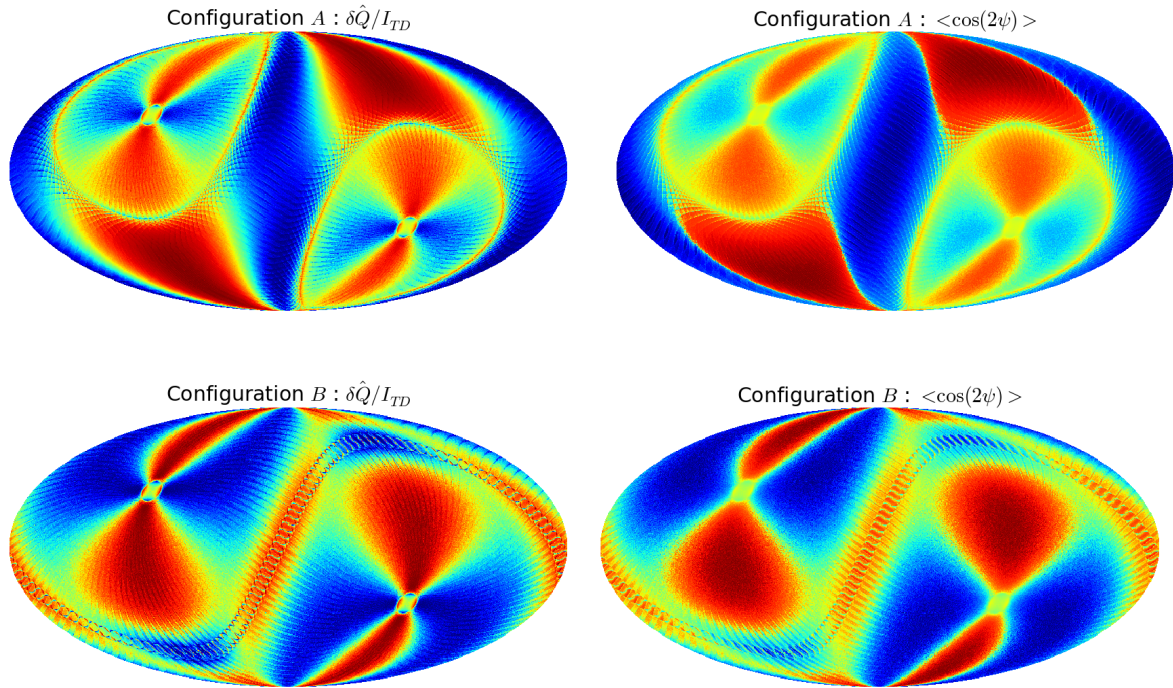 Configuration A : δQ̂/I_TD
Configuration A : <cos(2ψ)>
Configuration B : δQ̂/I_TD
Configuration B : <cos(2ψ)>